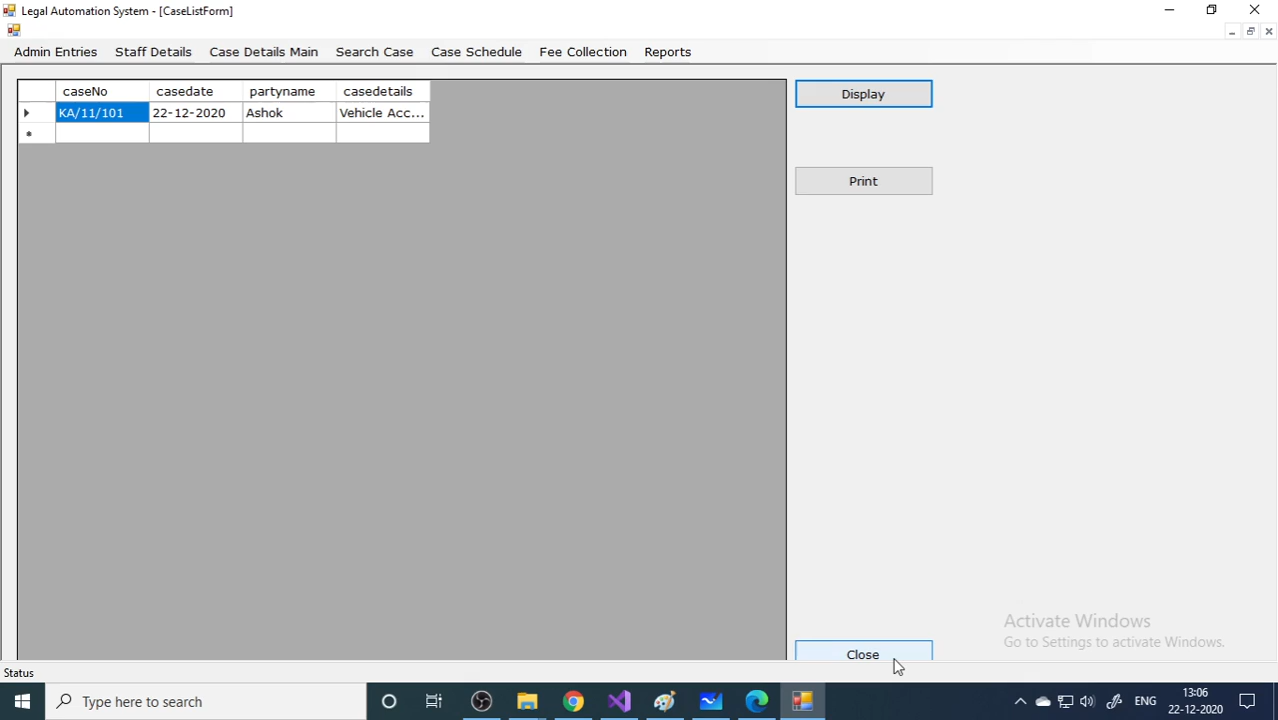 Legal Automation System - [CaseListForm]
Admin Entries Staff Details Case Details Main Search Case Case Schedule Fee Collection Reports
caseNo casedate partyname casedetails
KA/11/101 22-12-2020 Ashok Vehicle Acc...
Display
Print
Activate Windows
Go to Settings to activate Windows.
Close
Status
Type here to search
ENG
13:06
22-12-2020